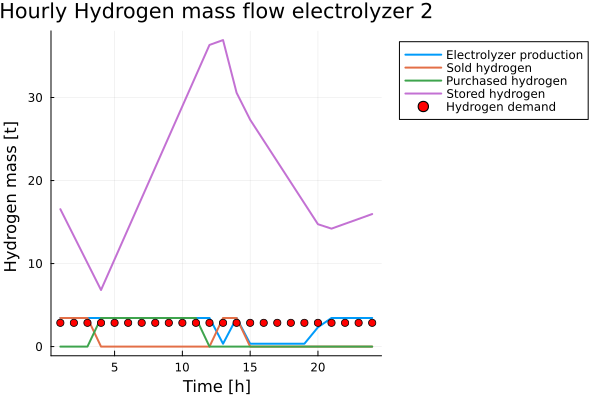 Hourly Hydrogen mass flow electrolyzer 2
Electrolyzer production
Sold hydrogen
Purchased hydrogen
Stored hydrogen
Hydrogen demand
Hydrogen mass [t]
30
20
10
0
5
10
15
20
Time [h]